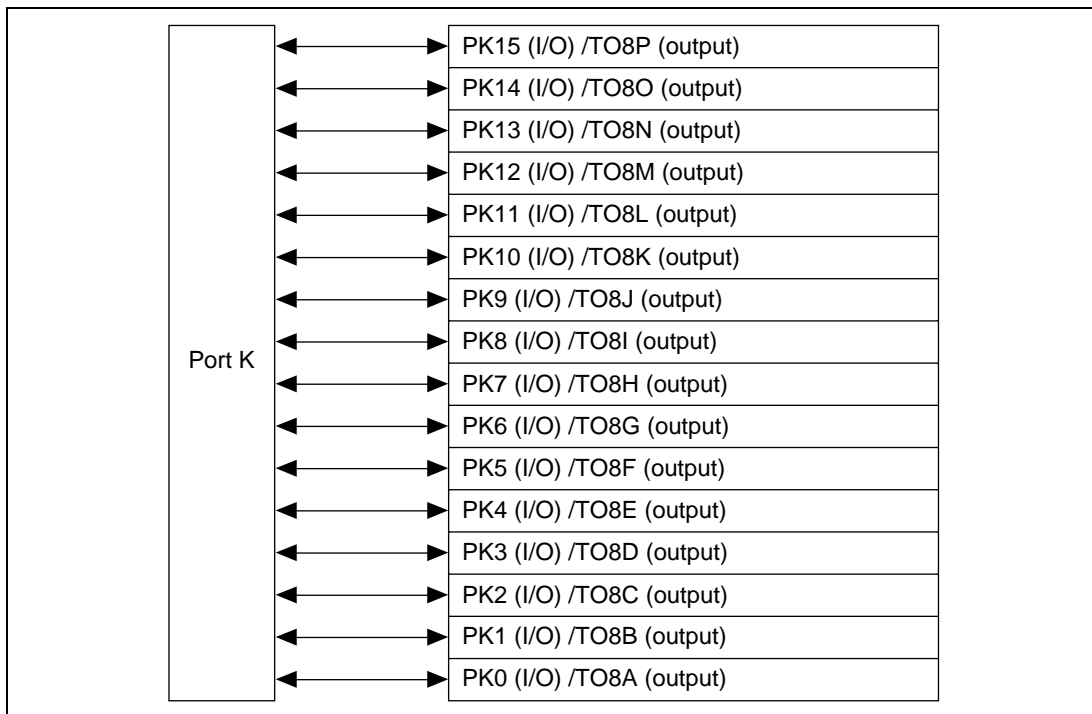 PK15 (I/O) /TO8P (output)
PK14 (I/O) /TO8O (output)
PK13 (I/O) /TO8N (output)
PK12 (I/O) /TO8M (output)
PK11 (I/O) /TO8L (output)
PK10 (I/O) /TO8K (output)
PK9 (I/O) /TO8J (output)
PK8 (I/O) /TO8I (output)
Port K
PK7 (I/O) /TO8H (output)
PK6 (I/O) /TO8G (output)
PK5 (I/O) /TO8F (output)
PK4 (I/O) /TO8E (output)
PK3 (I/O) /TO8D (output)
PK2 (I/O) /TO8C (output)
PK1 (I/O) /TO8B (output)
PK0 (I/O) /TO8A (output)